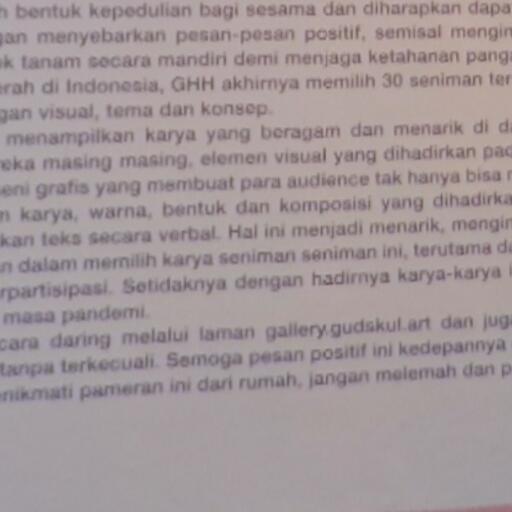 h bentuk kepedulian bagi sesama dan diharapkan dapa
gan menyebarkan pesan-pesan positif, semisal mengin
k tanam secara mandiri demi menjaga ketahanan pang
erah di Indonesia, GHH akhirnya memilih 30 seniman ter
gan visual, tema dan konsep.
menampilkan karya yang beragam dan menarik di d
eka masing masing, elemen visual yang dihadirkan pad
eni grafis yang membuat para audience tak hanya bisa
n karya, warna, bentuk dan komposisi yang dihadirka
kan teks secara verbal. Hal ini menjadi menarik, mengin
n dalam memilih karya seniman seniman ini, terutama da
rpartisipasi. Setidaknya dengan hadirnya karya-karya
masa pandemi.
cara daring melalui laman gallery.gudskul.art dan jug
tanpa terkecuali. Semoga pesan positif ini kedepannya
enikmati pameran ini dari rumah, jangan melemah dan p